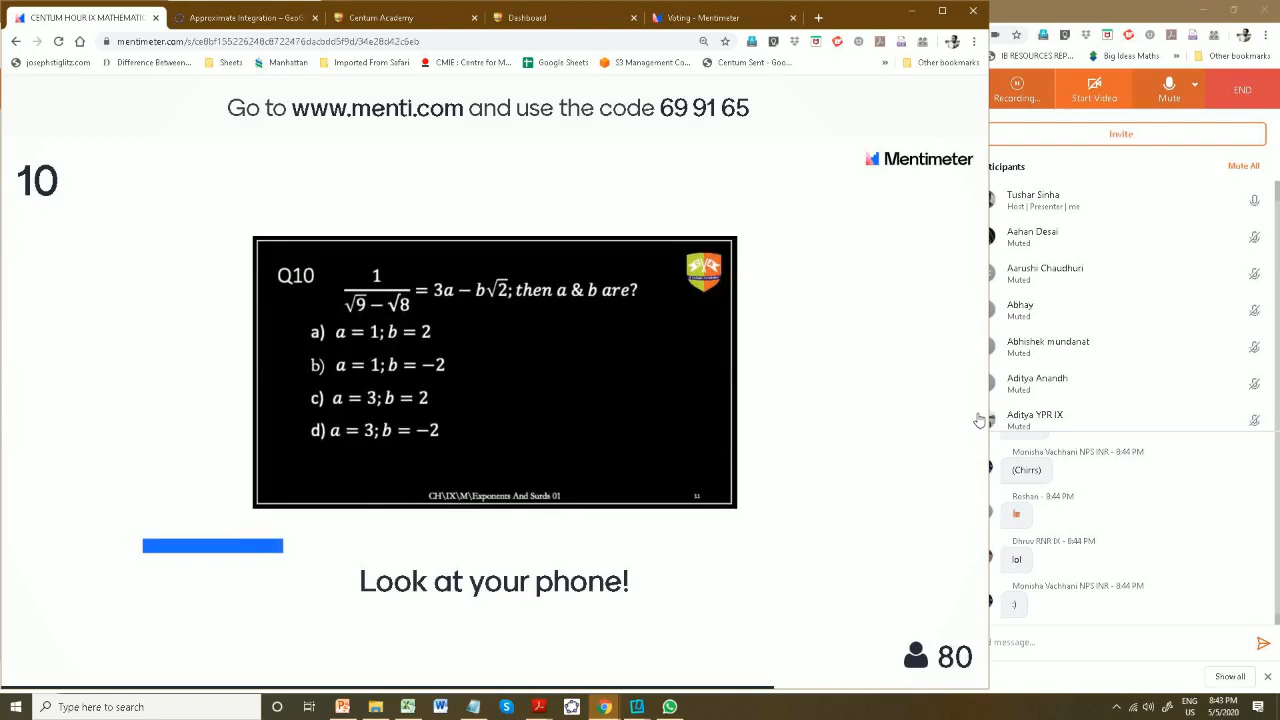 CENTUM HOUR IX MATHEMATIC
Approximate Integration – GeoG
Centum Academy
Dashboard
Voting - Mentimeter
mentimeter.com/s/ce8bf155226248c8722476dacbdd5f9d/34e28d42c6eb
josephstiglitz.com
Difference Between...
Sheets
Manhattan
Imported From Safari
CMIE : Centre for M...
Google Sheets
S3 Management Co...
Centum Sent - Goo...
Other bookmarks
IB RESOURCES REP...
Big Ideas Maths
Other bookmarks
Go to www.menti.com and use the code 69 91 65
Mentimeter
10
Q10 1/(√9 − √8) = 3a − b√2; then a & b are?
a) a = 1; b = 2
b) a = 1; b = −2
c) a = 3; b = 2
d) a = 3; b = −2
CH\IX\M\Exponents And Surds 01
11
Look at your phone!
80
Recording...
Start Video
Mute
END
Invite
ticipants
Mute All
Tushar Sinha
Host | Presenter | me
Aahan Desai
Muted
Aarushi Chaudhuri
Muted
Abhay
Muted
Abhishek mundanat
Muted
Aditya Anandh
Muted
Aditya YPR IX
Muted
Monisha Vachhani NPS INR - 8:44 PM
(Chirrs)
Roshan - 8:44 PM
Dhruv RNR IX - 8:44 PM
lol
Monisha Vachhani NPS INR - 8:44 PM
:)
d message...
Show all
Type here to search
ENG
US
8:43 PM
5/5/2020